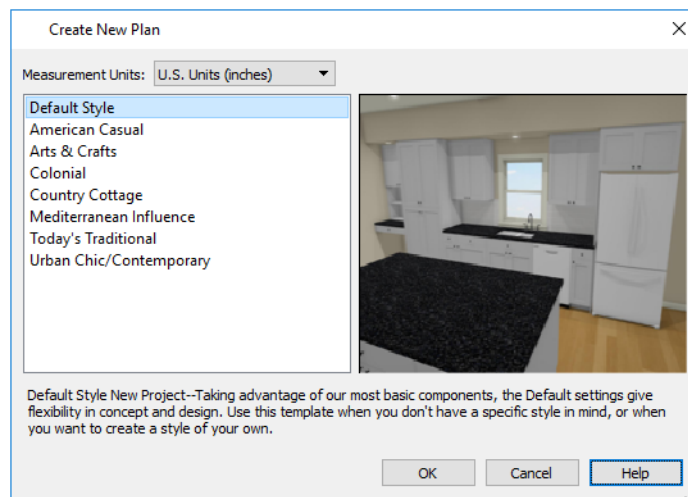 Create New Plan
Measurement Units: U.S. Units (inches)
Default Style
American Casual
Arts & Crafts
Colonial
Country Cottage
Mediterranean Influence
Today's Traditional
Urban Chic/Contemporary
Default Style New Project--Taking advantage of our most basic components, the Default settings give
flexibility in concept and design. Use this template when you don't have a specific style in mind, or when
you want to create a style of your own.
OK Cancel Help